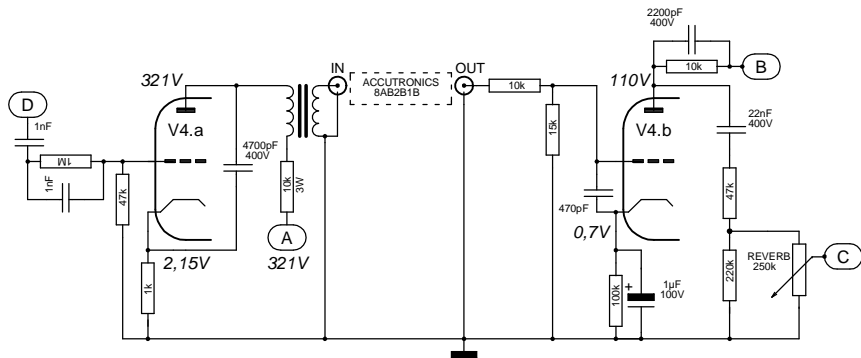 D
1nF
1M
1nF
47k
321V
V4.a
2,15V
1k
4700pF
400V
10k
3W
A
321V
IN
ACCUTRONICS
8AB2B1B
OUT
10k
15k
470pF
110V
V4.b
0,7V
100k
+
1µF
100V
2200pF
400V
10k
B
22nF
400V
47k
220k
REVERB
250k
C